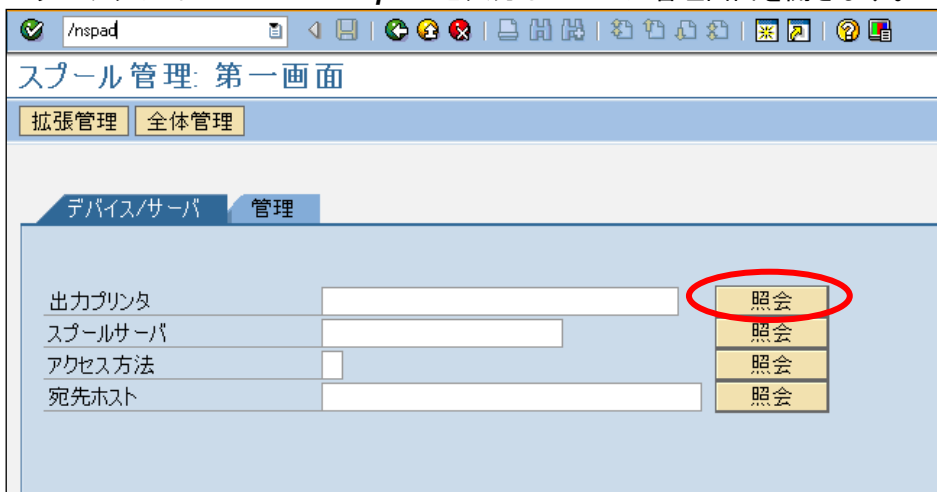 /nspad
スプール管理: 第一画面
拡張管理 全体管理
デバイス/サーバ 管理
出力プリンタ 照会
スプールサーバ 照会
アクセス方法 照会
宛先ホスト 照会